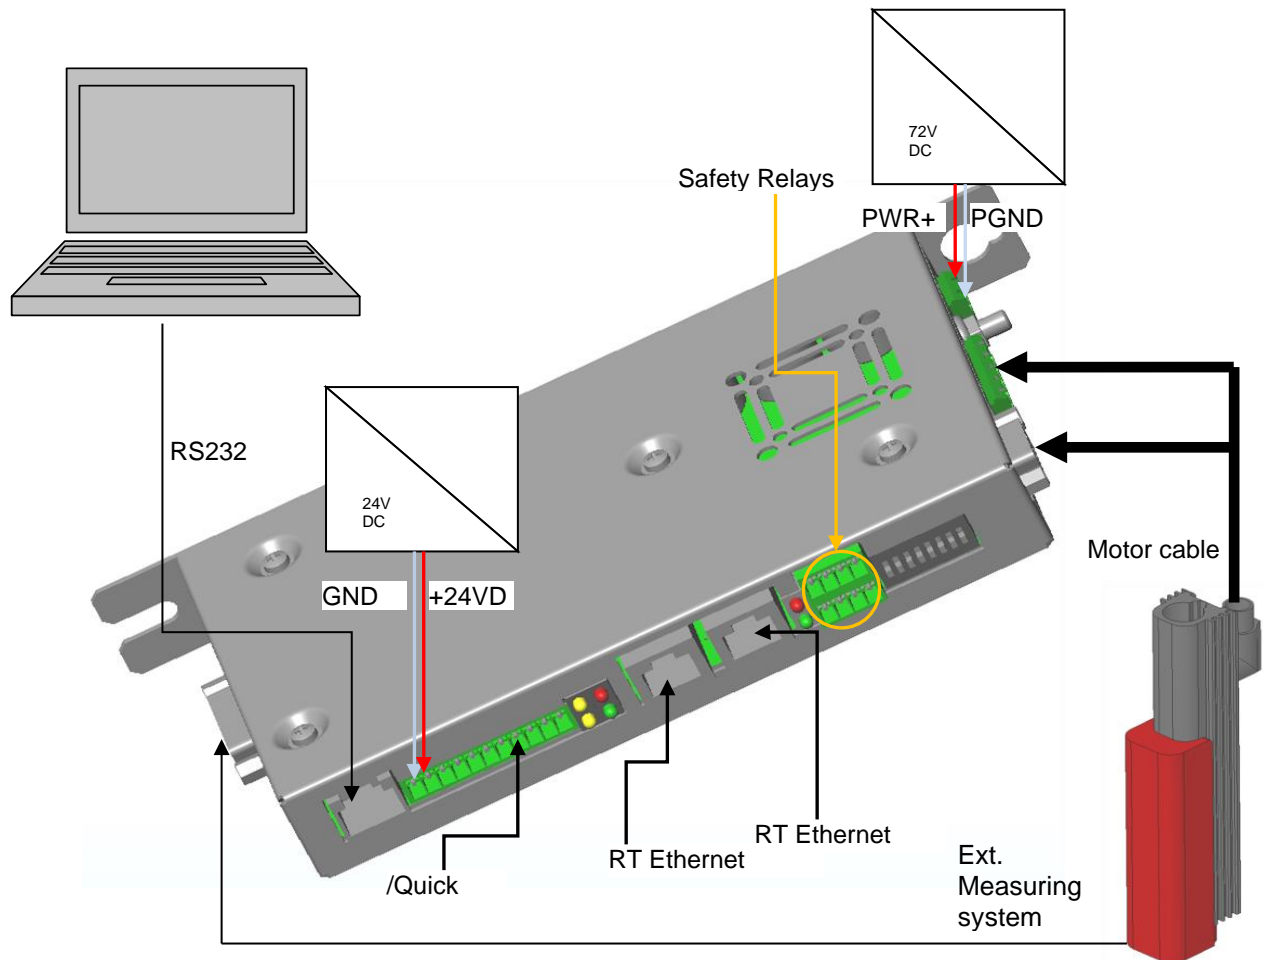 72V
DC
Safety Relays
PWR+
PGND
RS232
24V
DC
GND
+24VD
Motor cable
RT Ethernet
RT Ethernet
/Quick
Ext.
Measuring
system